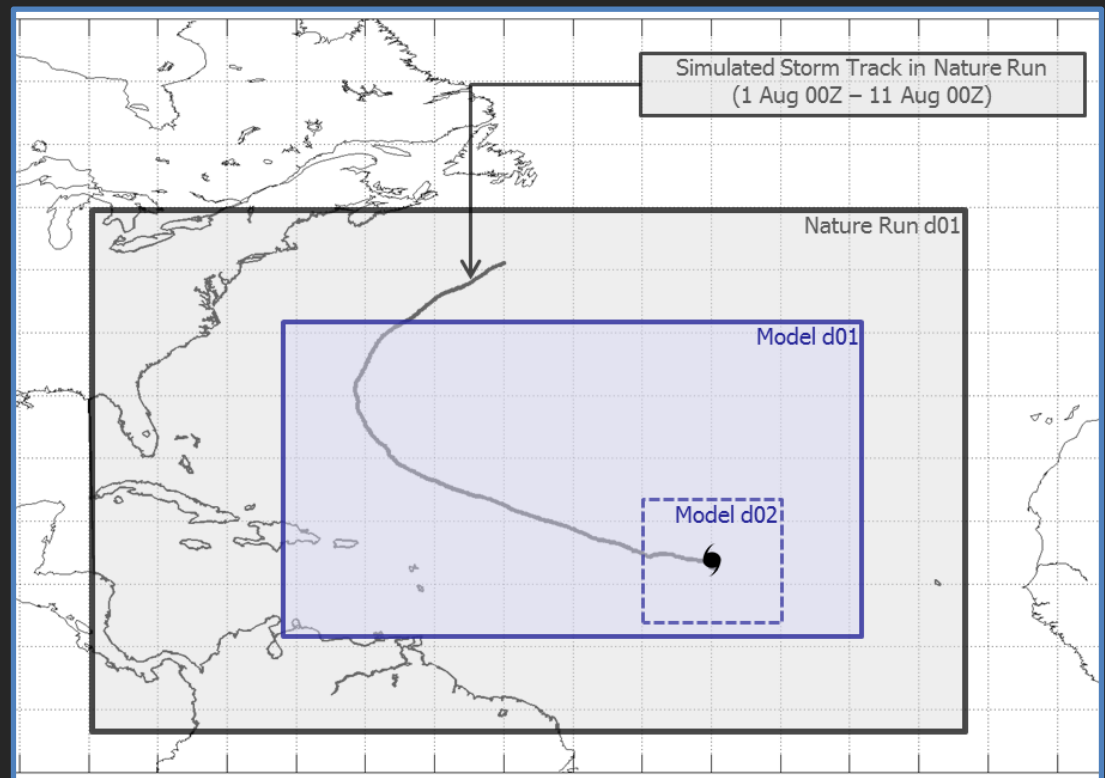 Simulated Storm Track in Nature Run
(1 Aug 00Z – 11 Aug 00Z)
Nature Run d01
Model d01
Model d02